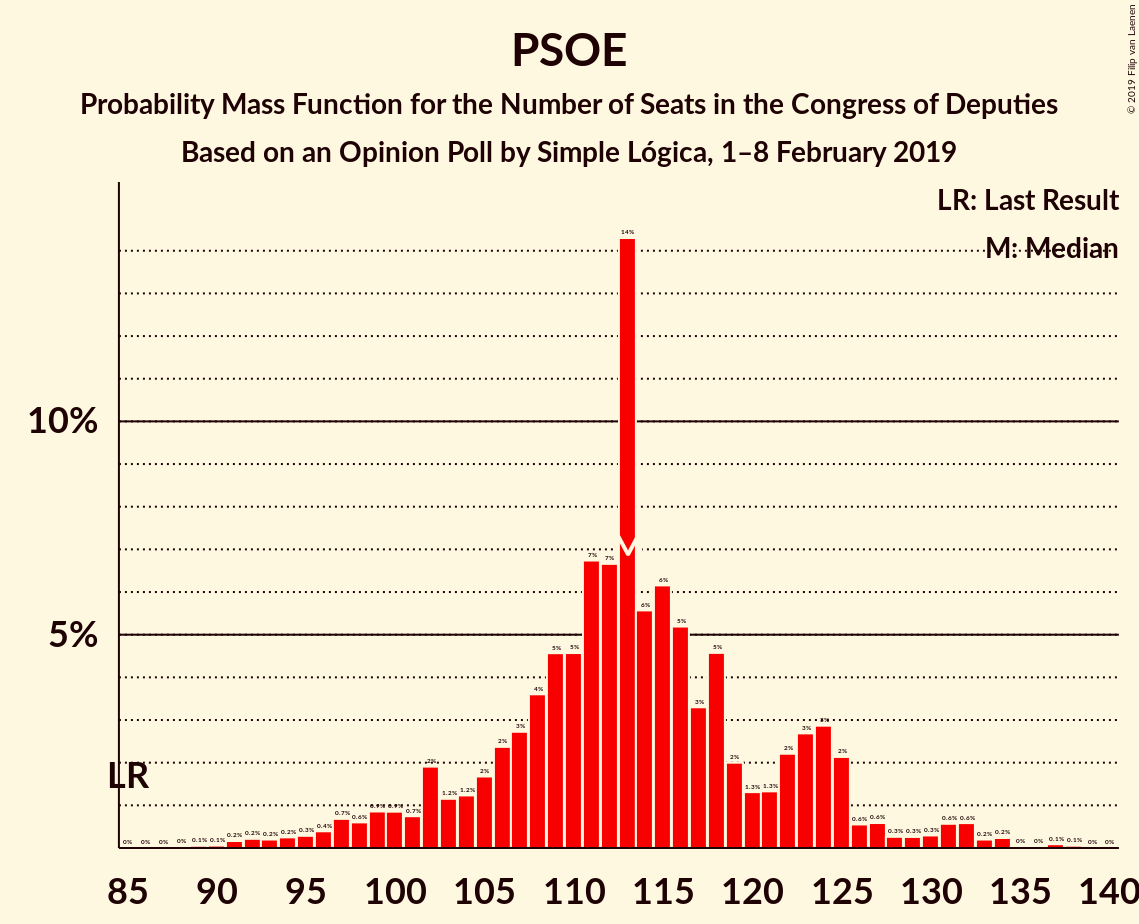 PSOE
Probability Mass Function for the Number of Seats in the Congress of Deputies
Based on an Opinion Poll by Simple Lógica, 1–8 February 2019
© 2019 Filip van Laenen
LR: Last Result
M: Median
10%
5%
LR
0% 0% 0% 0% 0.1% 0.1% 0.2% 0.2% 0.2% 0.2% 0.3% 0.4% 0.7% 0.6% 0.9% 0.9% 0.7% 2% 1.2% 1.2% 2% 2% 3% 4% 5% 5% 7% 7% 14% 6% 6% 5% 3% 5% 2% 1.3% 1.3% 2% 3% 3% 2% 0.6% 0.6% 0.3% 0.3% 0.3% 0.6% 0.6% 0.2% 0.2% 0% 0% 0.1% 0.1% 0% 0%
85 90 95 100 105 110 115 120 125 130 135 140